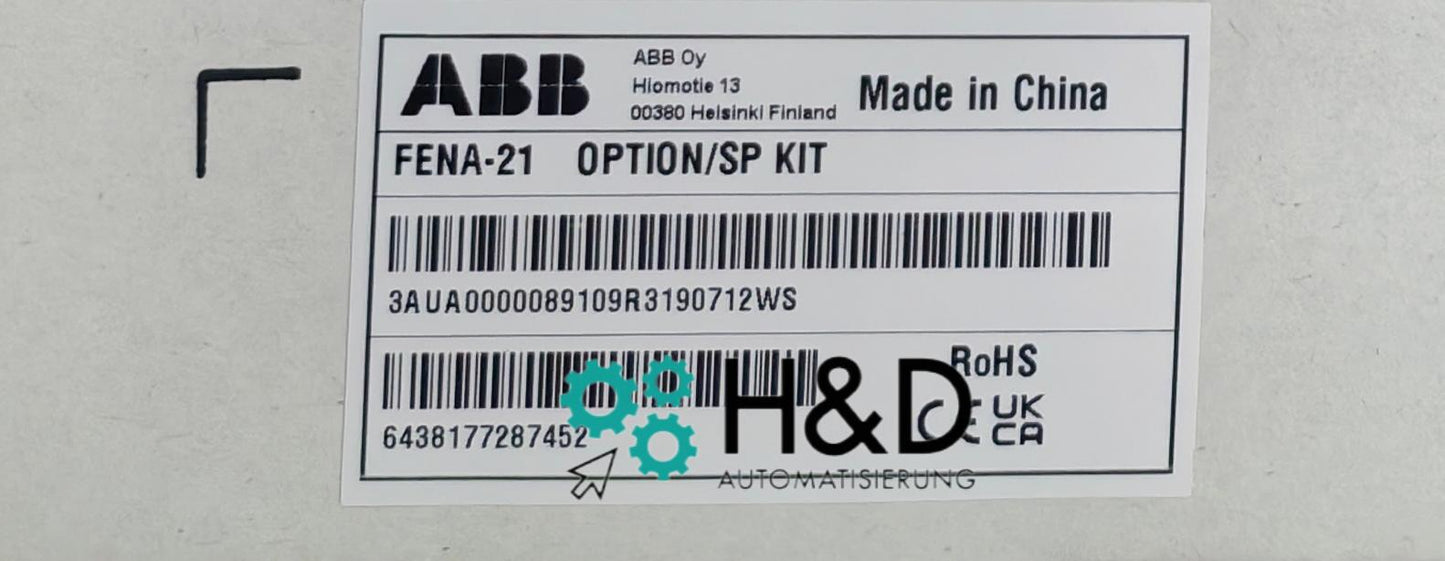 ABB
ABB Oy
Hiomotie 13
00380 Helsinki Finland
Made in China
FENA-21 OPTION/SP KIT
3AUA0000089109R3190712WS
6438177287452
RoHS
CE
UK
CA
H&D
AUTOMATISIERUNG